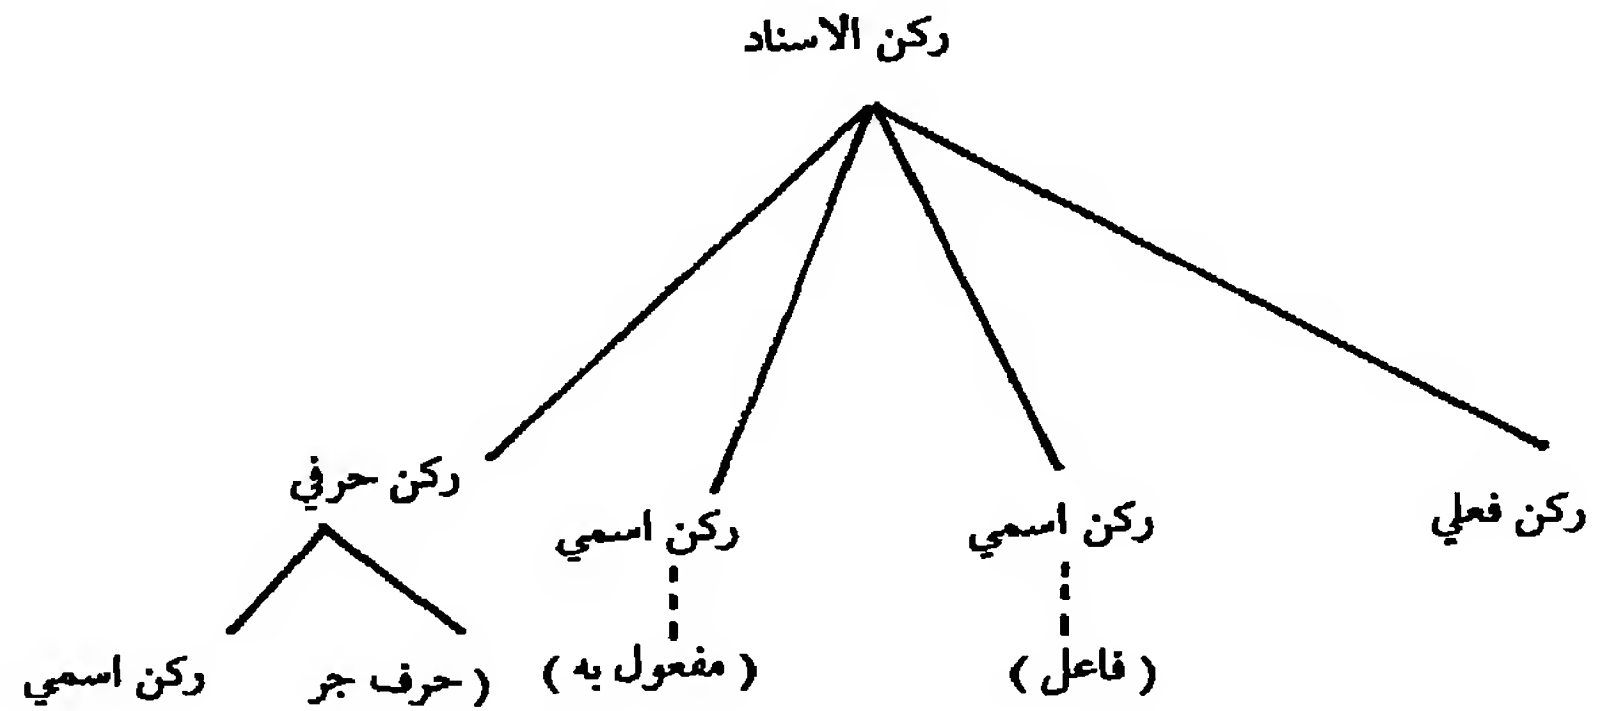 ركن الاسناد
ركن فعلي
ركن اسمي
ركن اسمي
ركن حرفي
( فاعل )
( مفعول به )
( حرف جر
ركن اسمي